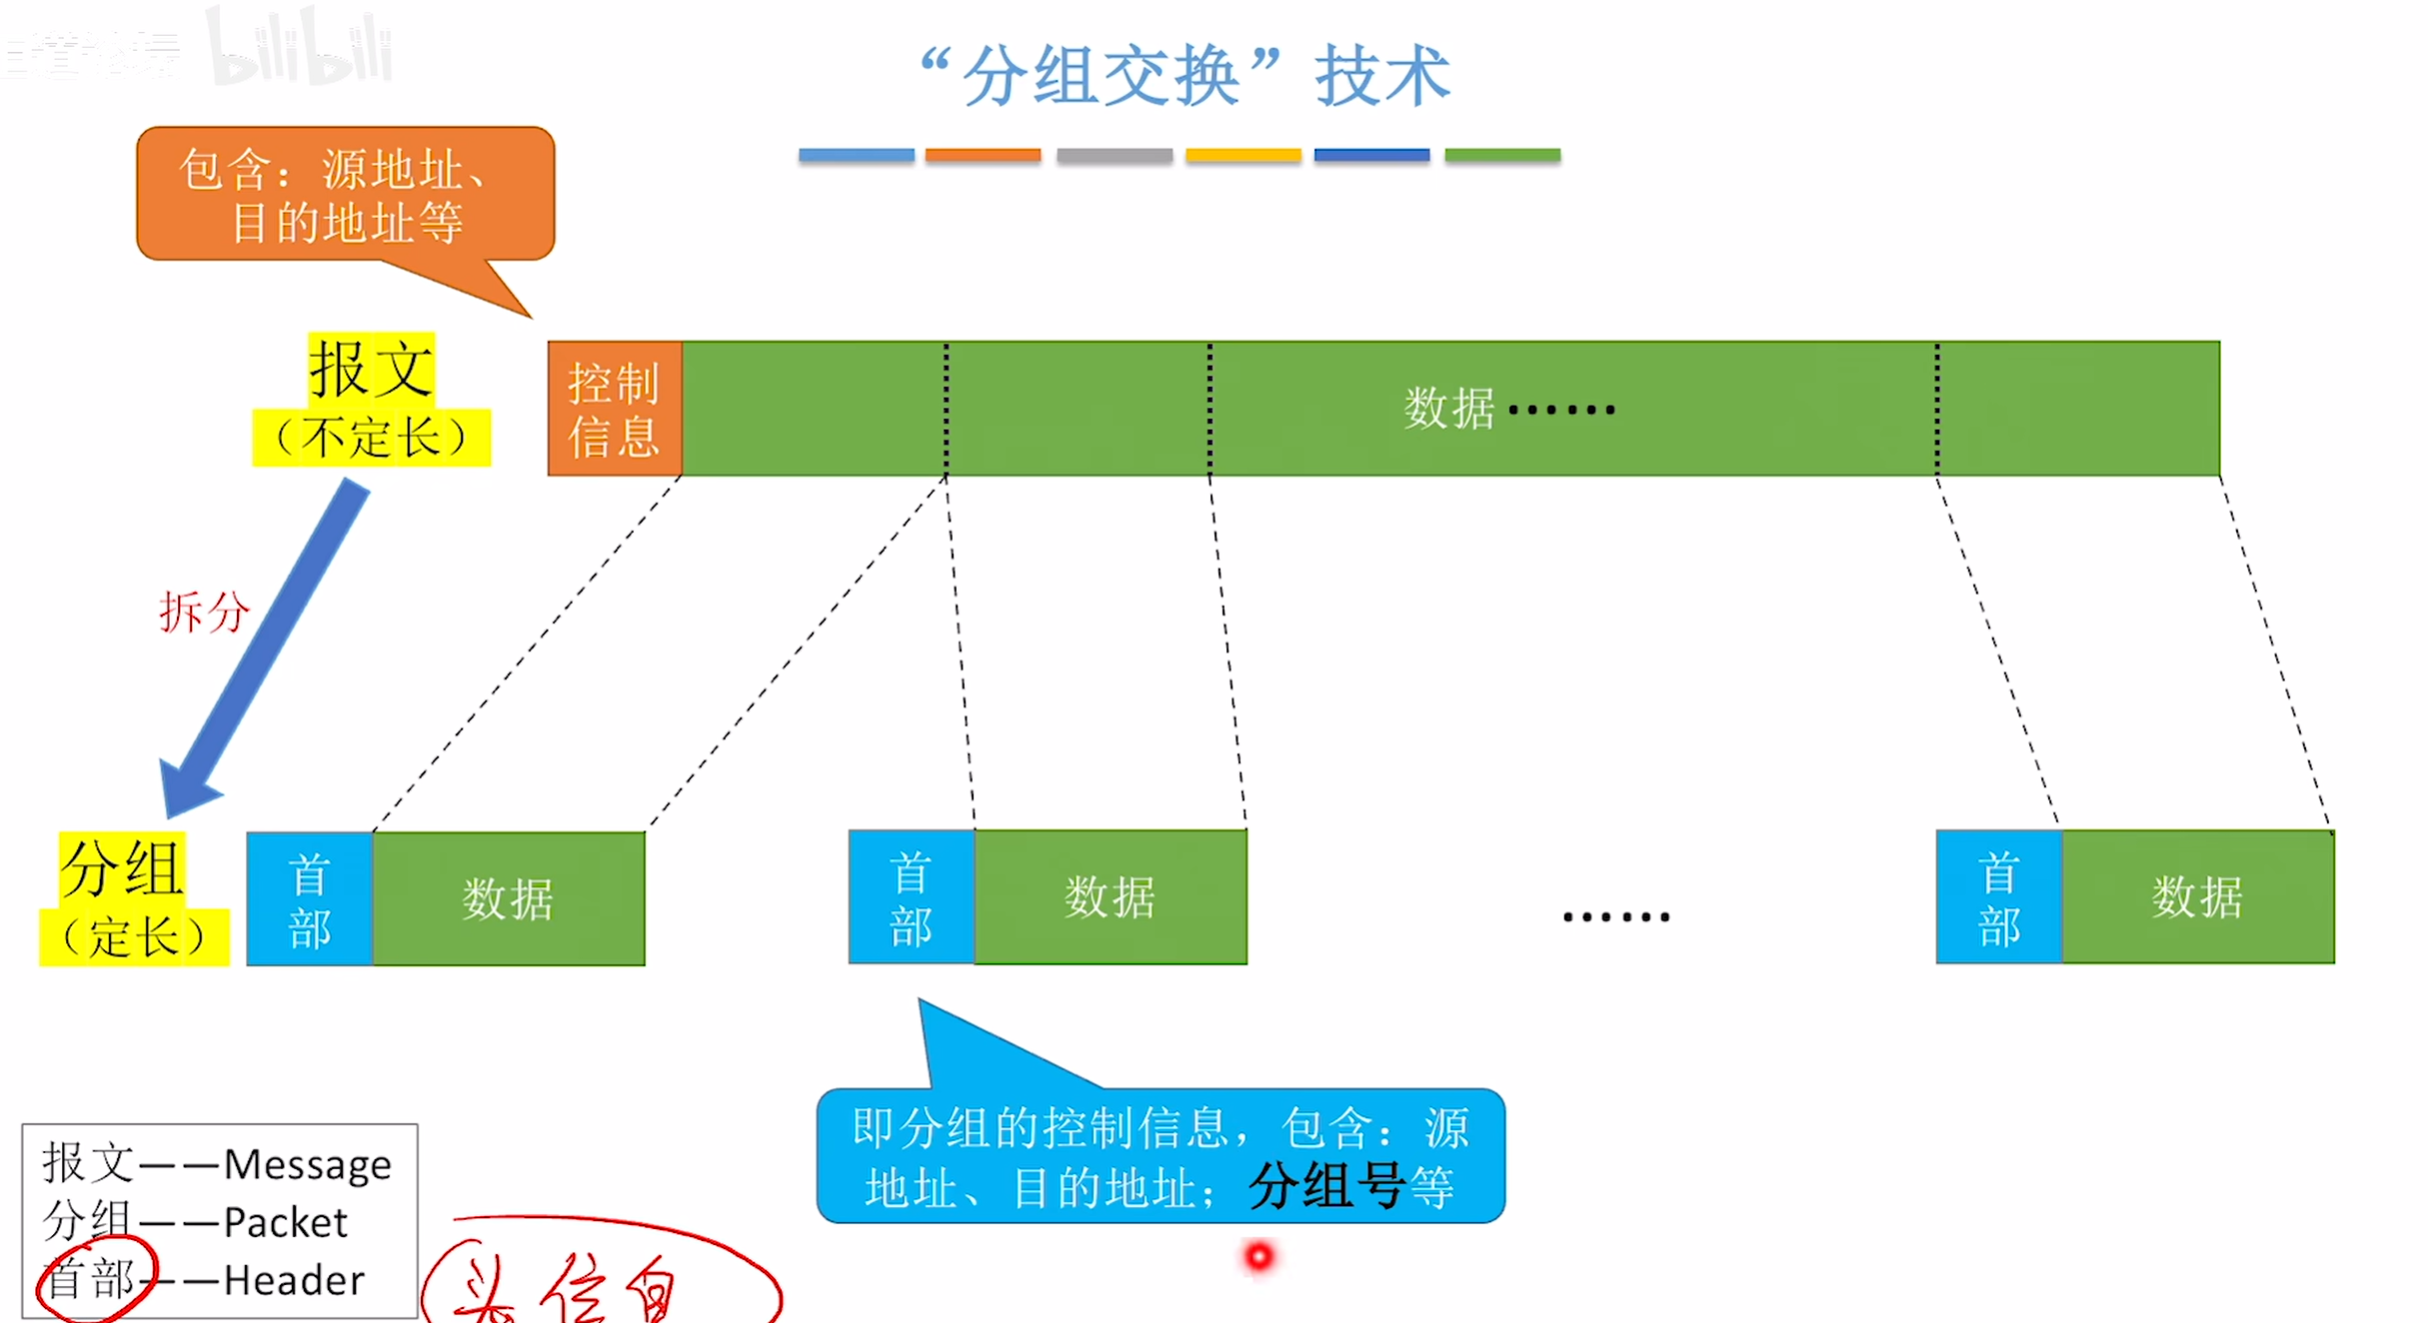 bilibili
“分组交换”技术
包含：源地址、
目的地址等
报文
（不定长）
控制
信息
数据……
拆分
分组
（定长）
首
部
数据
首
部
数据
……
首
部
数据
即分组的控制信息，包含：源
地址、目的地址；分组号等
报文——Message
分组——Packet
首部——Header
头信息